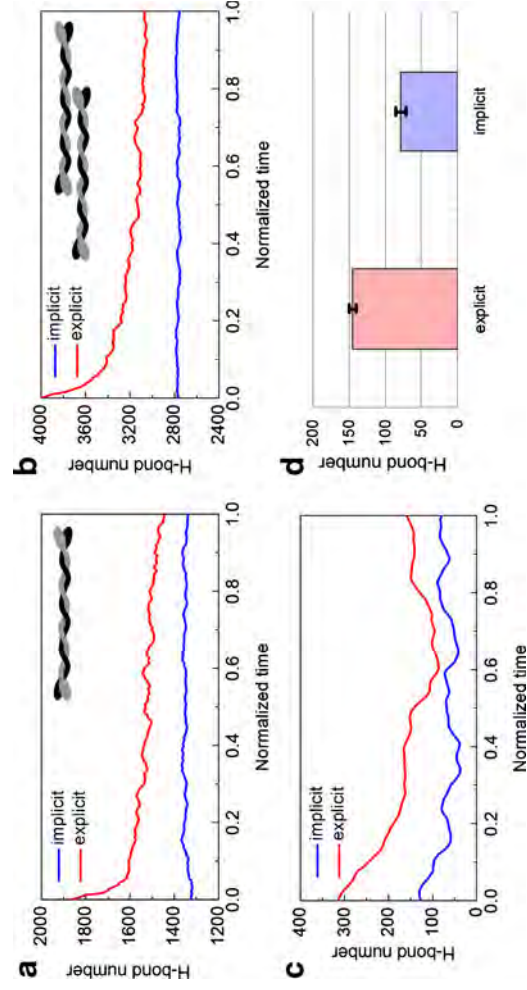 a
H-bond number
2000
1800
1600
1400
1200
implicit
explicit
0.0 0.2 0.4 0.6 0.8 1.0
Normalized time
b
H-bond number
4000
3600
3200
2800
2400
implicit
explicit
0.0 0.2 0.4 0.6 0.8 1.0
Normalized time
c
H-bond number
400
300
200
100
0
implicit
explicit
0.0 0.2 0.4 0.6 0.8 1.0
Normalized time
d
H-bond number
200
150
100
50
0
explicit implicit